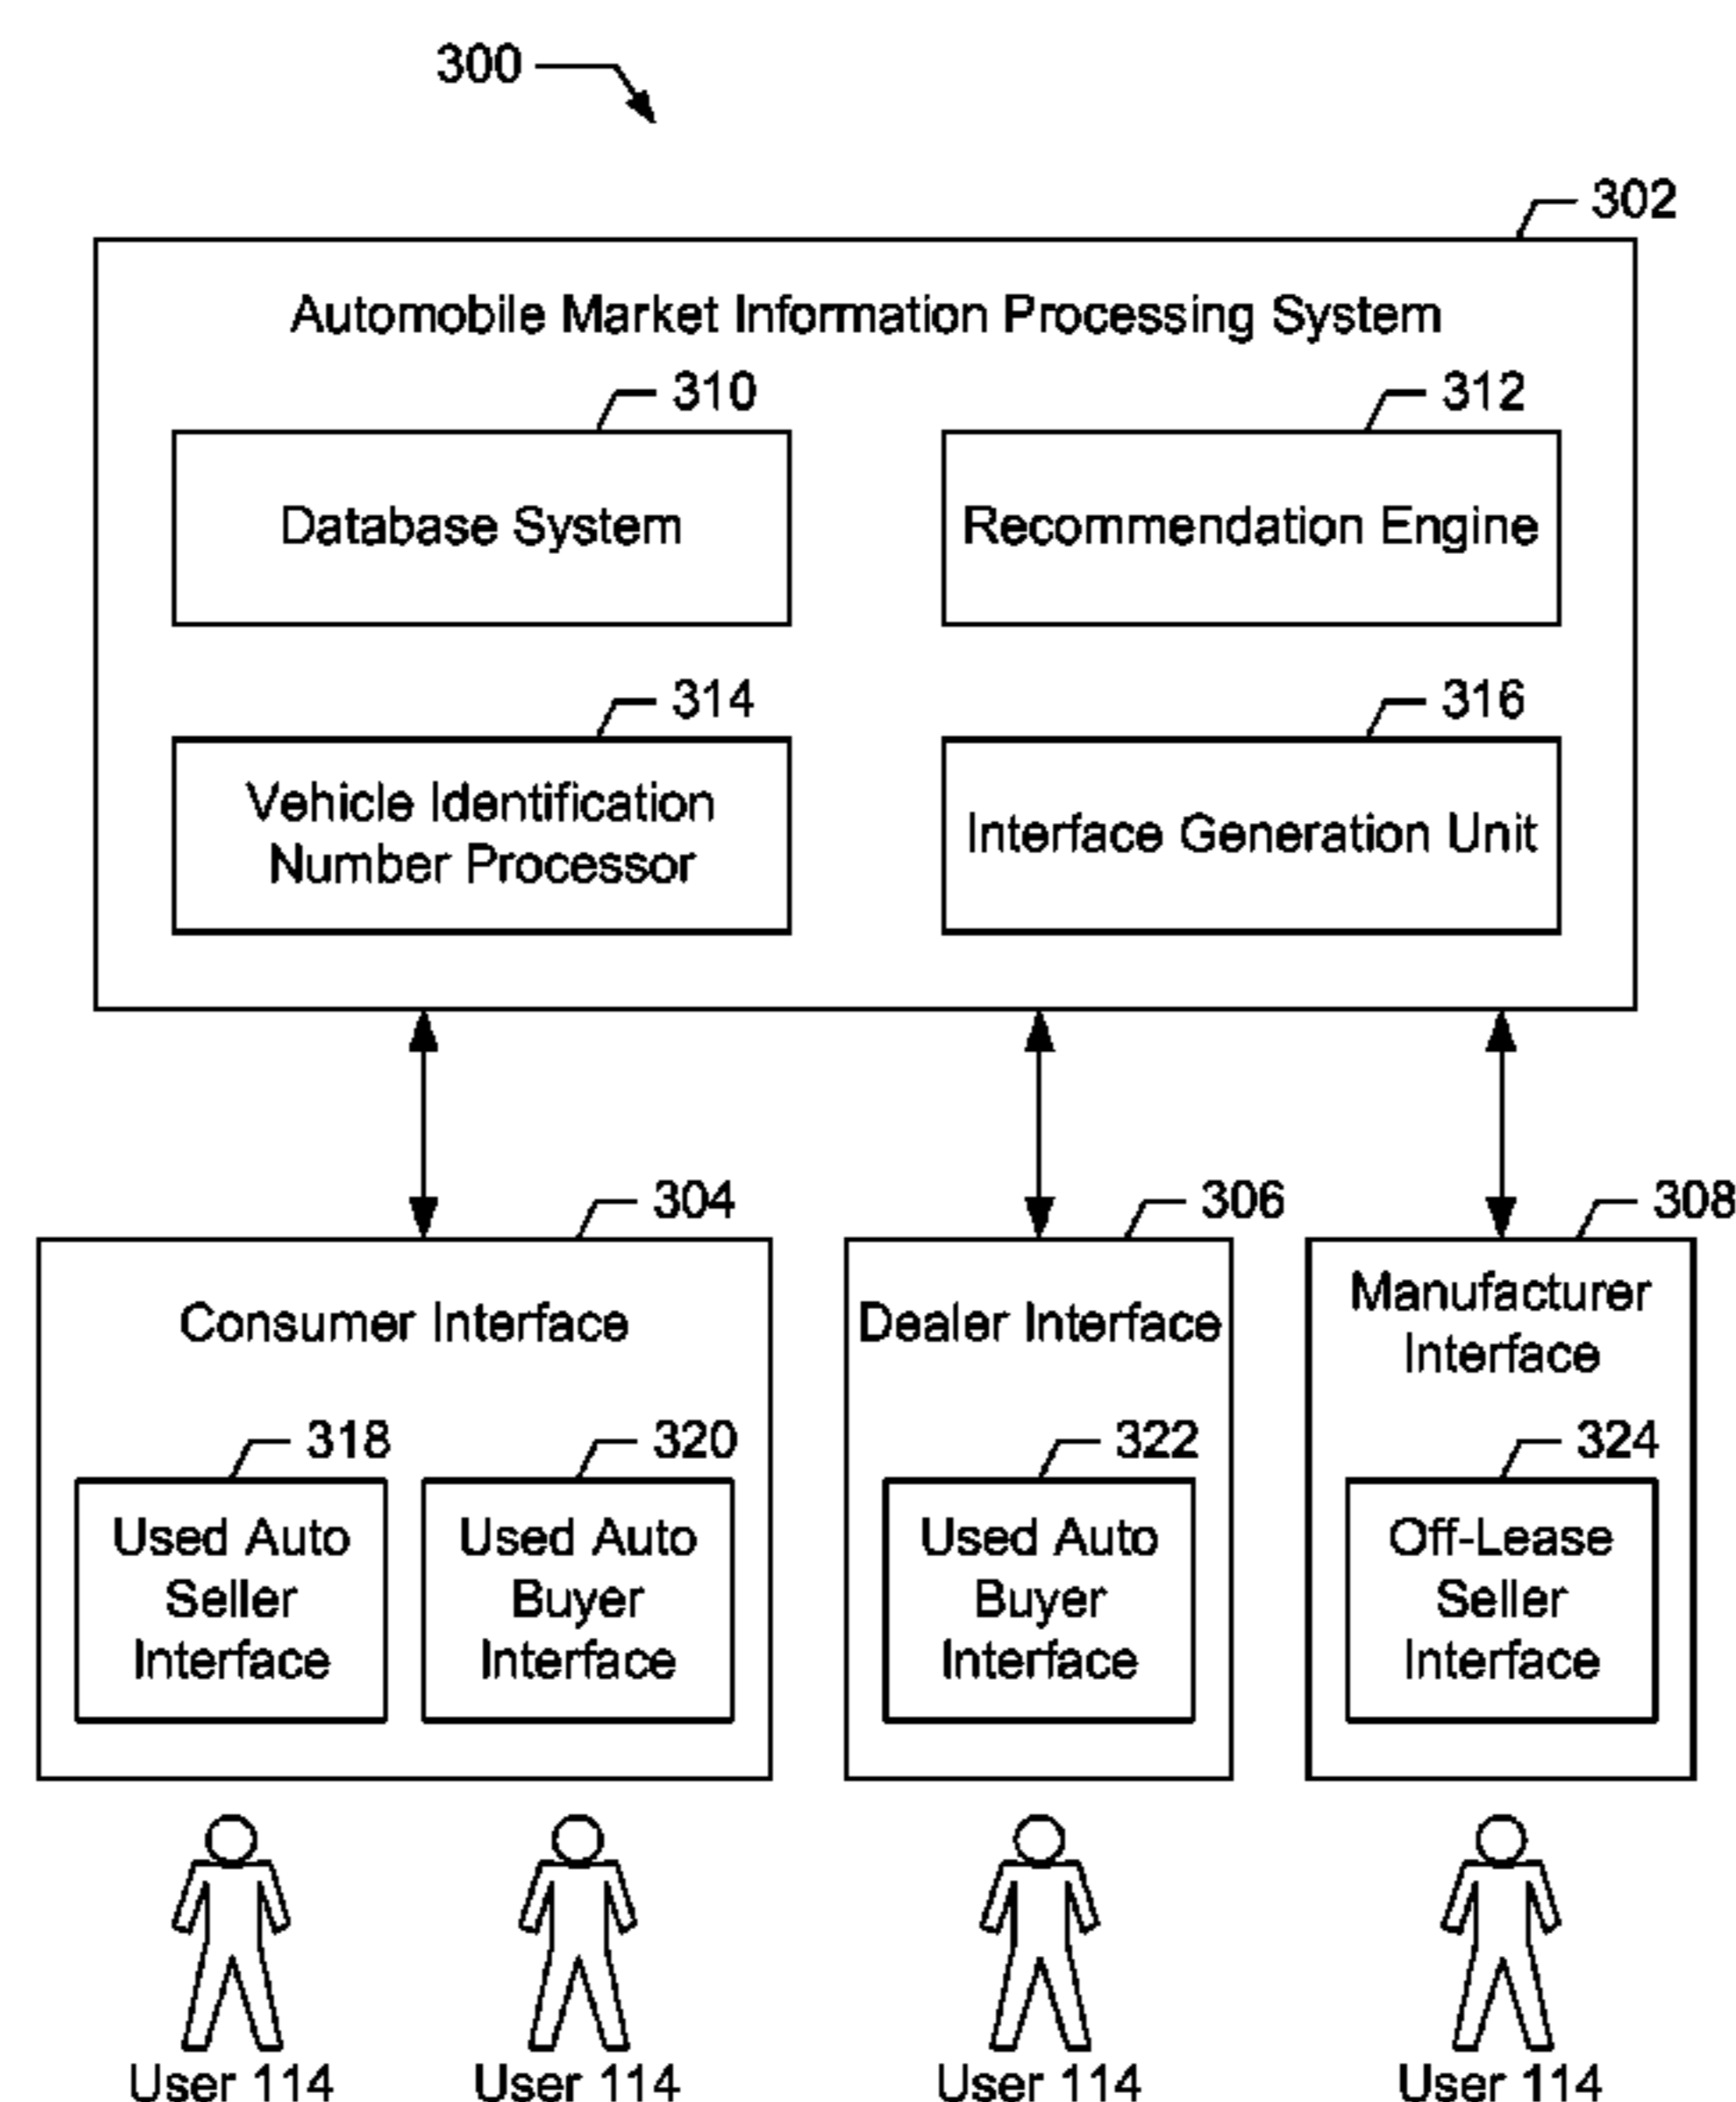 300
302
Automobile Market Information Processing System
310
312
Database System
Recommendation Engine
314
316
Vehicle Identification
Number Processor
Interface Generation Unit
304
306
308
Consumer Interface
Dealer Interface
Manufacturer
Interface
318
320
322
324
Used Auto
Seller
Interface
Used Auto
Buyer
Interface
Used Auto
Buyer
Interface
Off-Lease
Seller
Interface
User 114
User 114
User 114
User 114